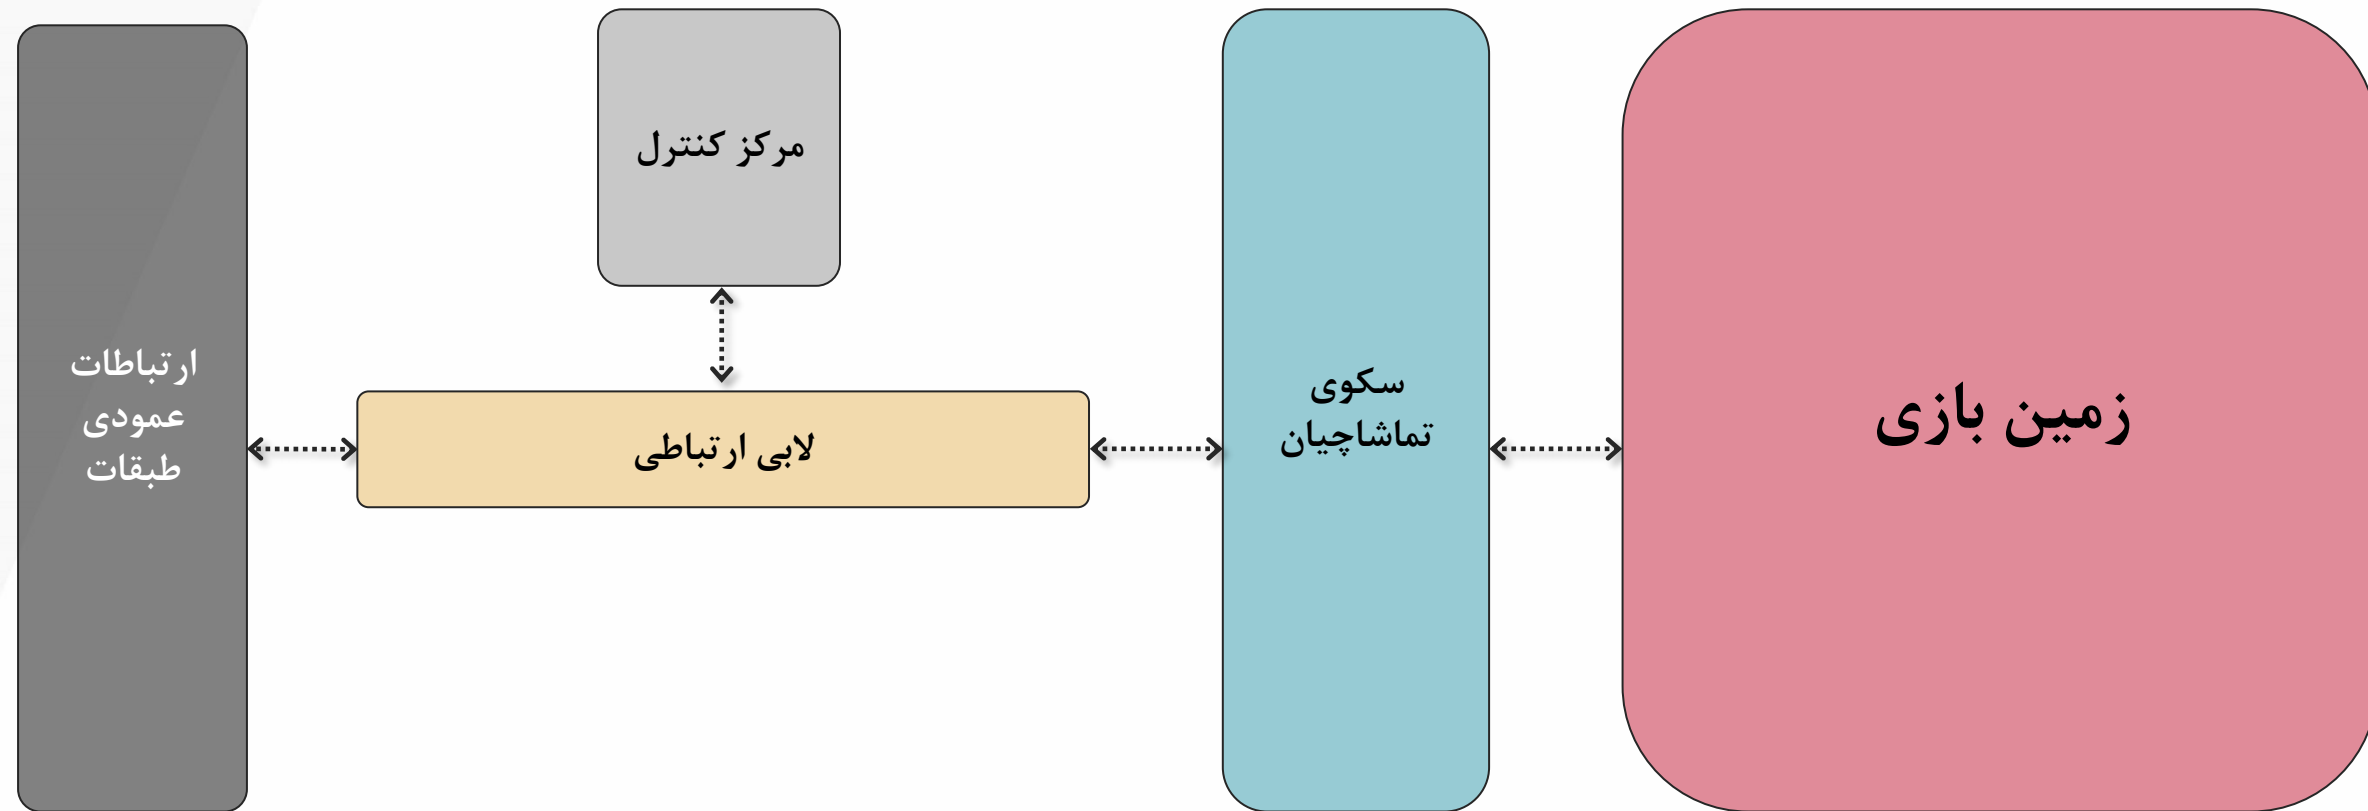 مرکز کنترل
ارتباطات
عمودی
طبقات
لابی ارتباطی
سکوی
تماشاچیان
زمین بازی